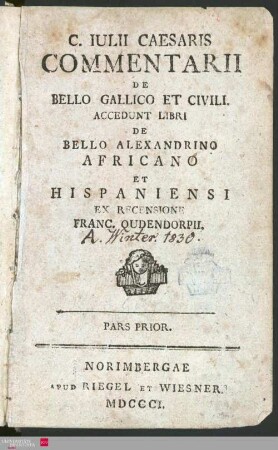 C. IULII CAESARIS
COMMENTARII
DE
BELLO GALLICO ET CIVILI.
ACCEDUNT LIBRI
DE
BELLO ALEXANDRINO
AFRICANO
ET
HISPANIENSI
EX RECENSIONE
FRANC. OUDENDORPII.
A. Winter. 1830.
PARS PRIOR.
NORIMBERGAE
APUD RIEGEL ET WIESNER.
MDCCCI.